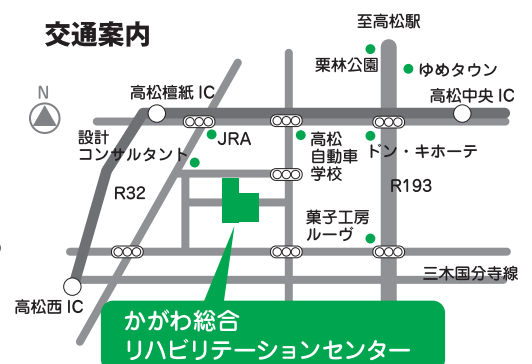 交通案内
至高松駅
栗林公園
ゆめタウン
N
高松檀紙 IC
高松中央 IC
設計
コンサルタント
JRA
高松
自動車
学校
ドン・キホーテ
R32
R193
菓子工房
ルーヴ
三木国分寺線
高松西 IC
かがわ総合
リハビリテーションセンター